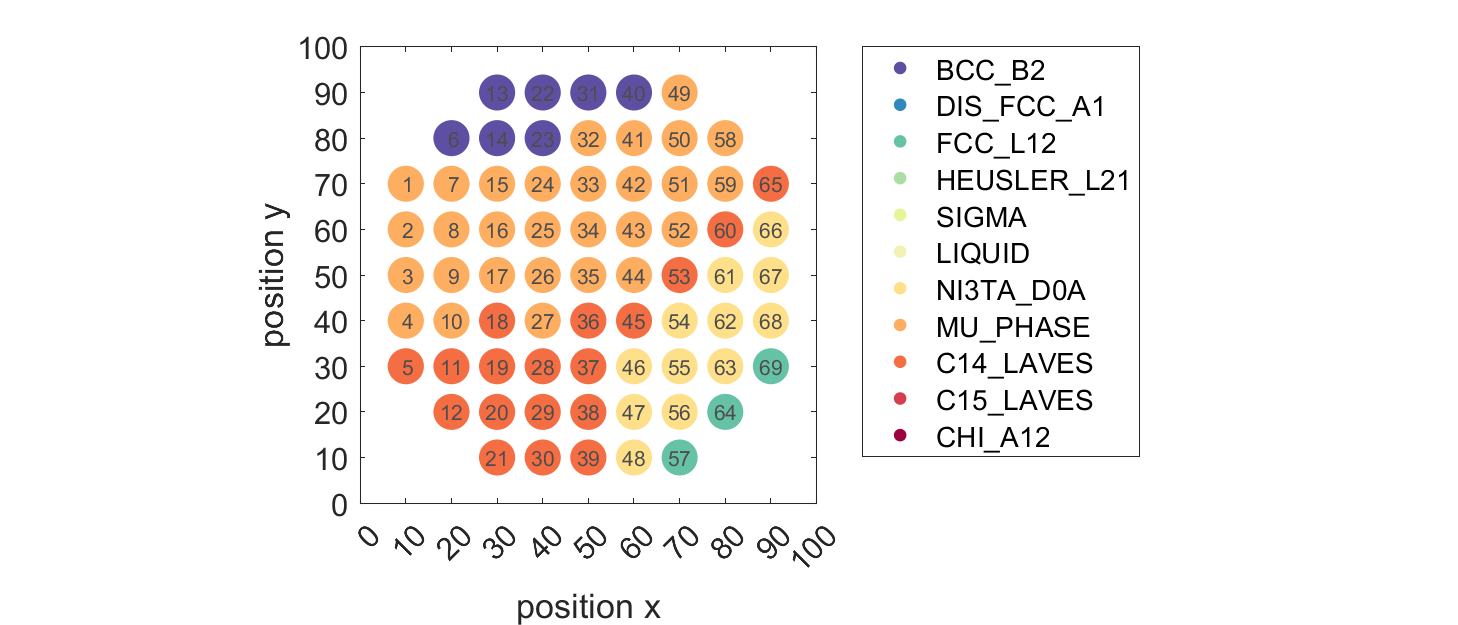 100
90 13 22 31 40 49
80 6 14 23 32 41 50 58
70 1 7 15 24 33 42 51 59 65
60 2 8 16 25 34 43 52 60 66
50 3 9 17 26 35 44 53 61 67
40 4 10 18 27 36 45 54 62 68
30 5 11 19 28 37 46 55 63 69
20 12 20 29 38 47 56 64
10 21 30 39 48 57
0
position y
0 10 20 30 40 50 60 70 80 90 100
position x
BCC_B2
DIS_FCC_A1
FCC_L12
HEUSLER_L21
SIGMA
LIQUID
NI3TA_D0A
MU_PHASE
C14_LAVES
C15_LAVES
CHI_A12